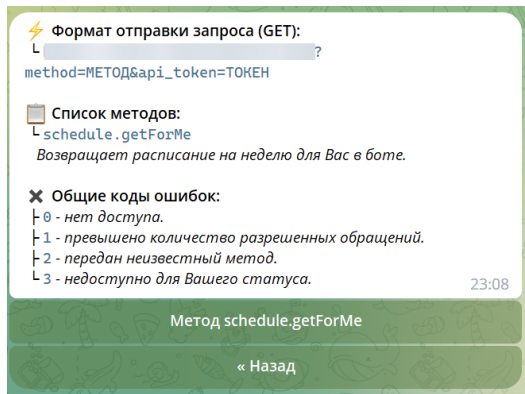 ⚡ Формат отправки запроса (GET):
└ ?
method=МЕТОД&api_token=ТОКЕН
📋 Список методов:
└ schedule.getForMe
Возвращает расписание на неделю для Вас в боте.
✖ Общие коды ошибок:
├ 0 - нет доступа.
├ 1 - превышено количество разрешенных обращений.
├ 2 - передан неизвестный метод.
└ 3 - недоступно для Вашего статуса.
23:08
Метод schedule.getForMe
« Назад